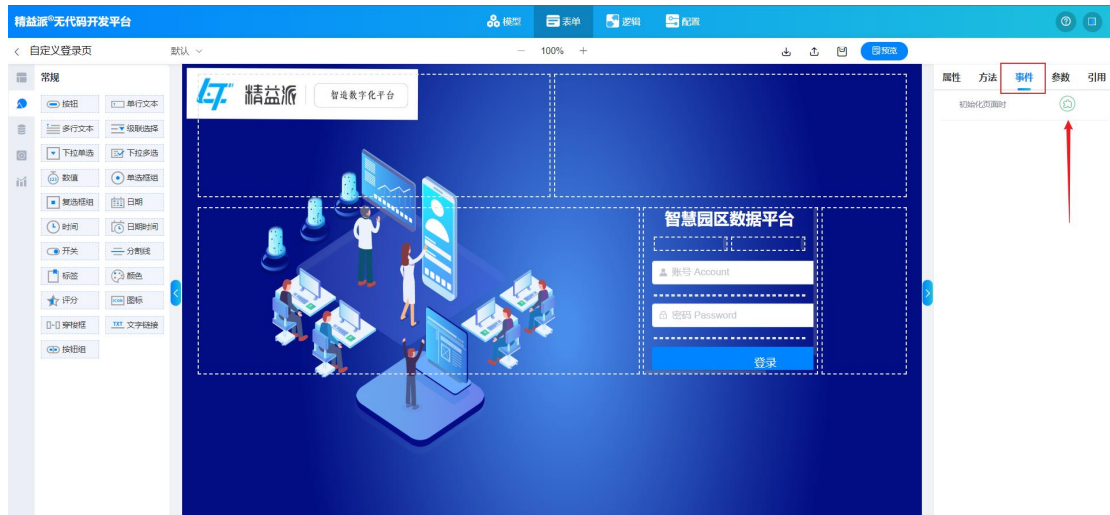 精益派®无代码开发平台
模型
表单
逻辑
配置
自定义登录页
默认
100%
预览
常规
按钮
单行文本
多行文本
级联选择
下拉单选
下拉多选
数值
单选框组
复选框组
日期
时间
日期时间
开关
分割线
标签
颜色
评分
图标
穿梭框
文字链接
按钮组
精益派
智造数字化平台
智慧园区数据平台
账号 Account
密码 Password
登录
属性
方法
事件
参数
引用
初始化页面时